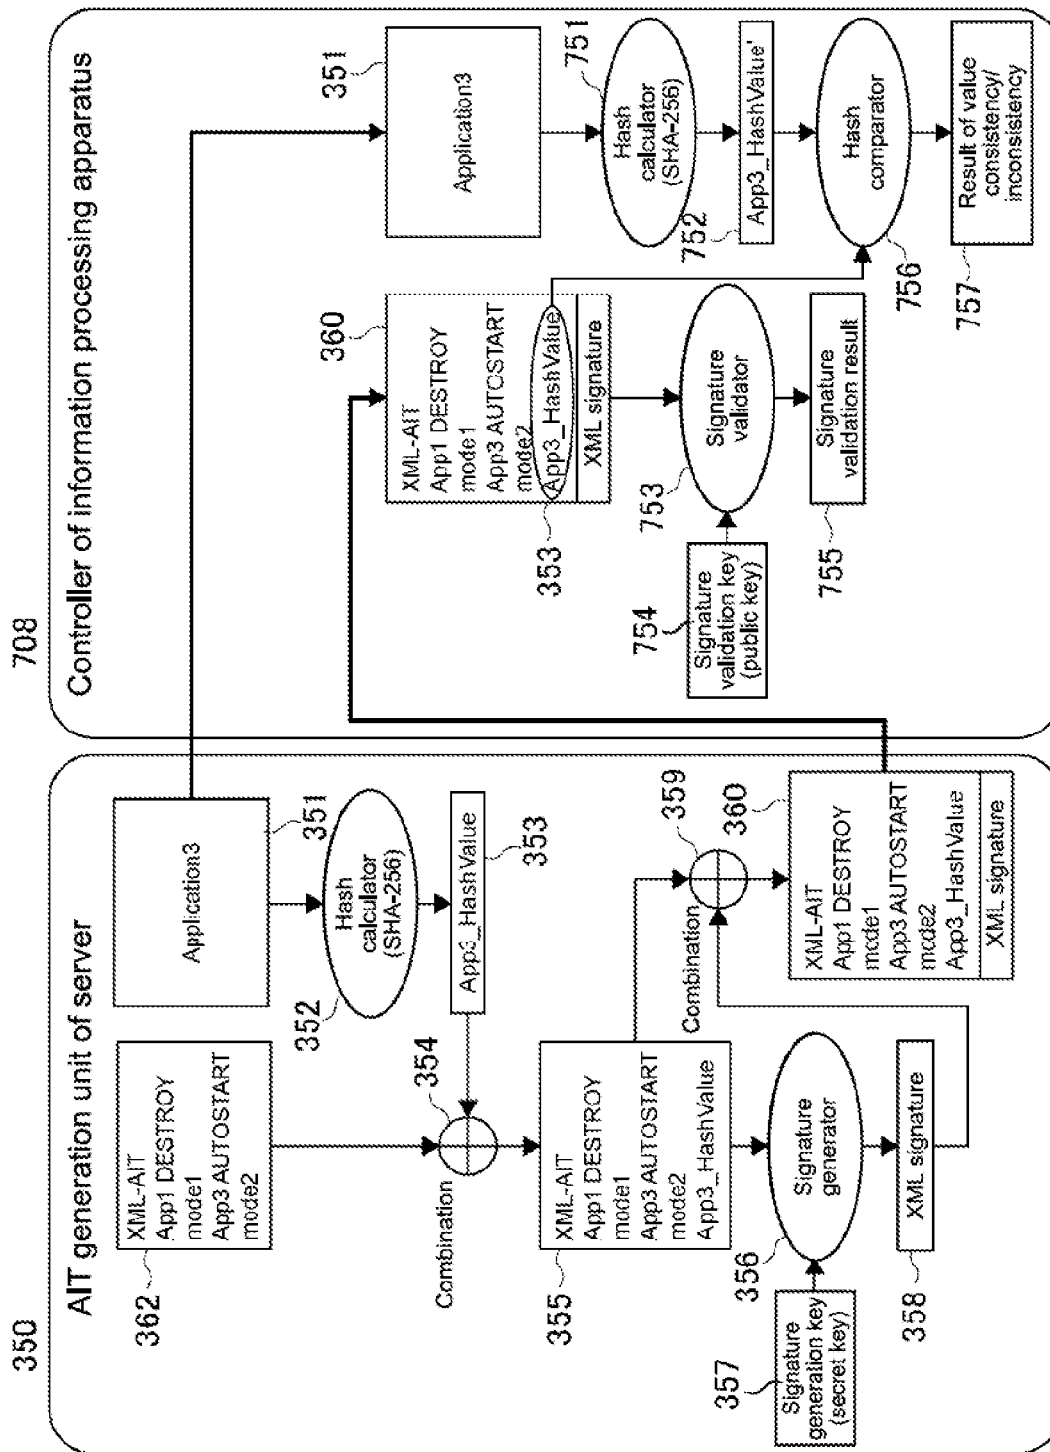 350
AIT generation unit of server
362
XML-AIT
App1 DESTROY
mode1
App3 AUTOSTART
mode2
Application3
351
352
Hash
calculator
(SHA-256)
App3_HashValue
353
354
Combination
355
XML-AIT
App1 DESTROY
mode1
App3 AUTOSTART
mode2
App3_HashValue
357
Signature
generation key
(secret key)
356
Signature
generator
358
XML signature
Combination
359
360
XML-AIT
App1 DESTROY
mode1
App3 AUTOSTART
mode2
App3_HashValue
XML signature
708
Controller of information processing apparatus
360
XML-AIT
App1 DESTROY
mode1
App3 AUTOSTART
mode2
App3_HashValue
XML signature
353
754
Signature
validation key
(public key)
753
Signature
validator
755
Signature
validation result
351
Application3
751
Hash
calculator
(SHA-256)
752
App3_HashValue'
756
Hash
comparator
757
Result of value
consistency/
inconsistency